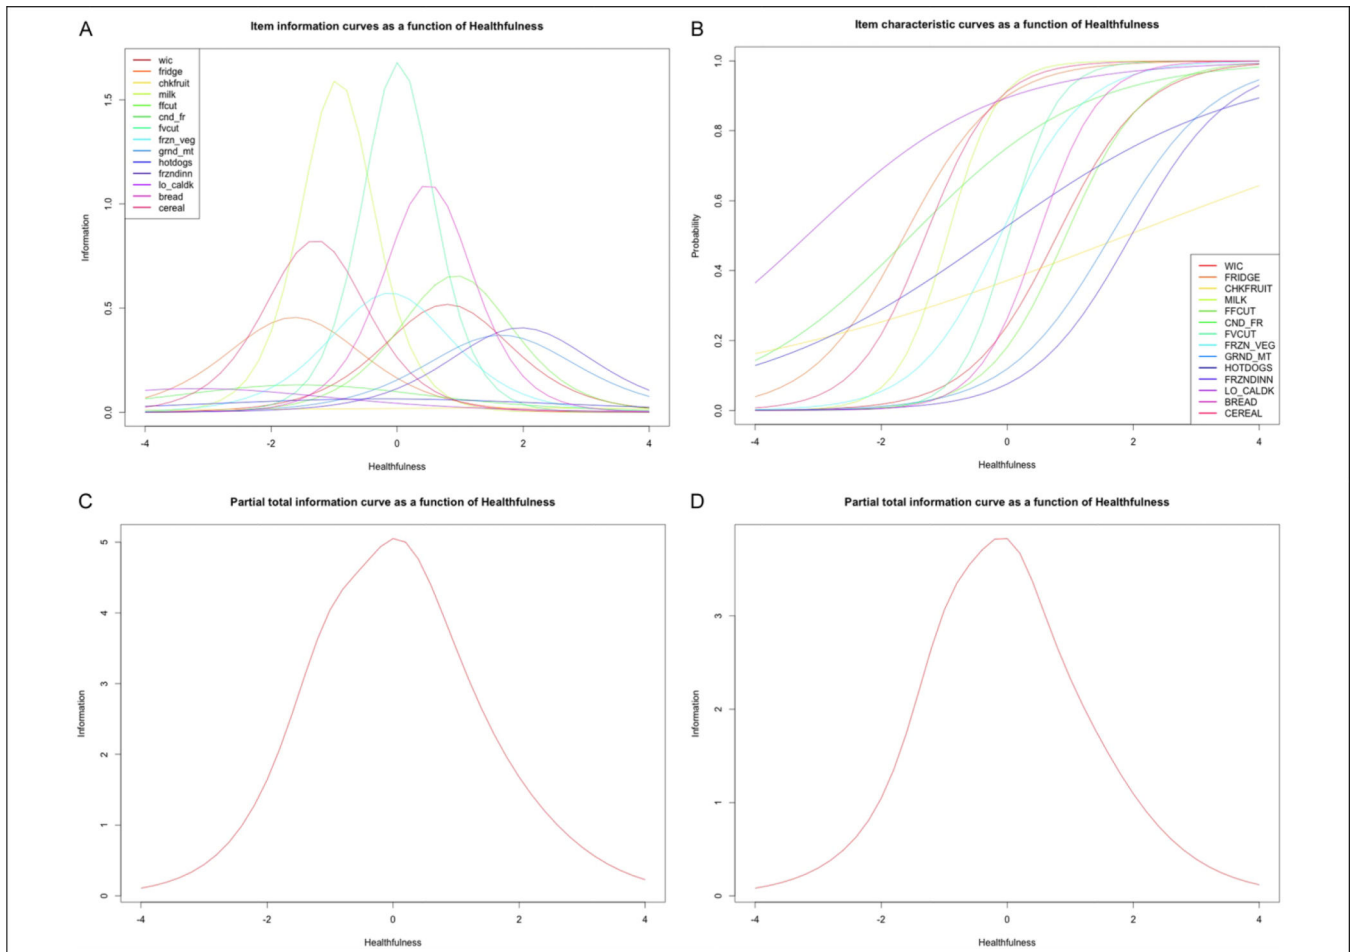 A
Item information curves as a function of Healthfulness
wic
fridge
chkfruit
milk
ffcut
cnd_fr
fvcut
frzn_veg
grnd_mt
hotdogs
frzndinn
lo_caldk
bread
cereal
Information
0.0
0.5
1.0
1.5
-4
-2
0
2
4
Healthfulness
B
Item characteristic curves as a function of Healthfulness
Probability
0.0
0.2
0.4
0.6
0.8
1.0
WIC
FRIDGE
CHKFRUIT
MILK
FFCUT
CND_FR
FVCUT
FRZN_VEG
GRND_MT
HOTDOGS
FRZNDINN
LO_CALDK
BREAD
CEREAL
-4
-2
0
2
4
Healthfulness
C
Partial total information curve as a function of Healthfulness
Information
0
1
2
3
4
5
-4
-2
0
2
4
Healthfulness
D
Partial total information curve as a function of Healthfulness
Information
0
1
2
3
-4
-2
0
2
4
Healthfulness